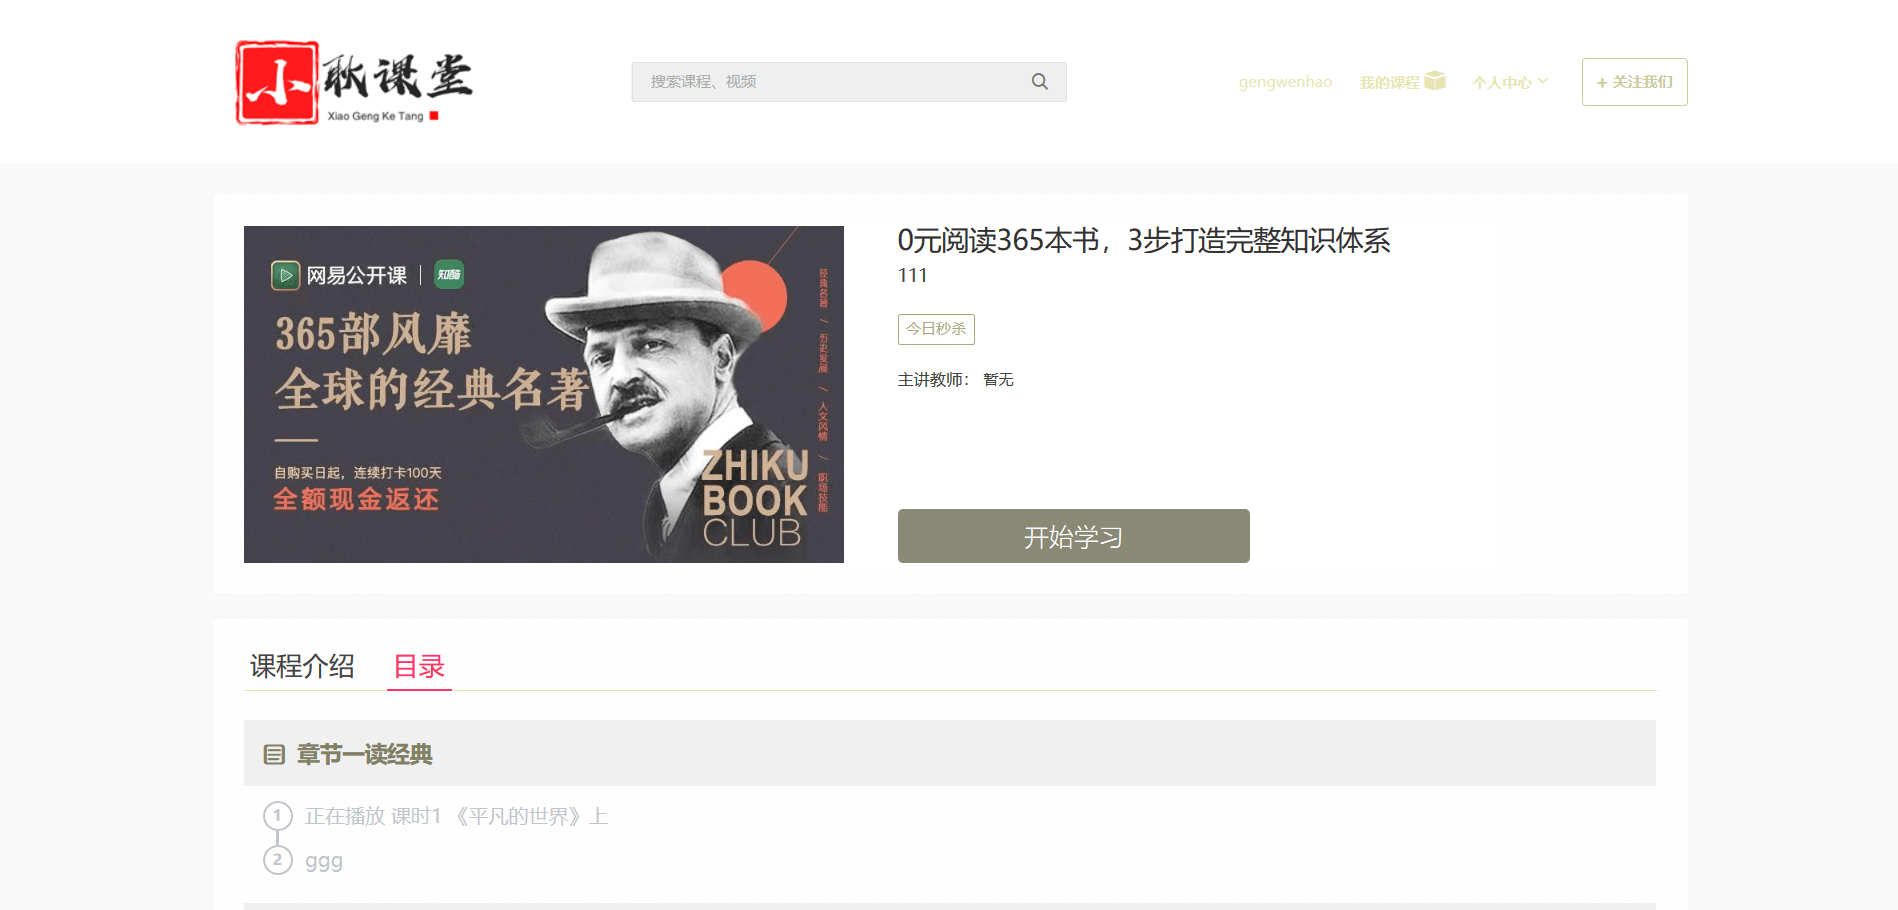 小耿课堂
Xiao Geng Ke Tang
搜索课程、视频
gengwenhao
我的课程
个人中心
+ 关注我们
网易公开课 | 知酷
365部风靡
全球的经典名著
自购买日起，连续打卡100天
全额现金返还
经典名著 / 历史发展 / 人文风情 / 职场技能
ZHIKU
BOOK
CLUB
0元阅读365本书，3步打造完整知识体系
111
今日秒杀
主讲教师： 暂无
开始学习
课程介绍
目录
章节一读经典
1 正在播放 课时1 《平凡的世界》上
2 ggg